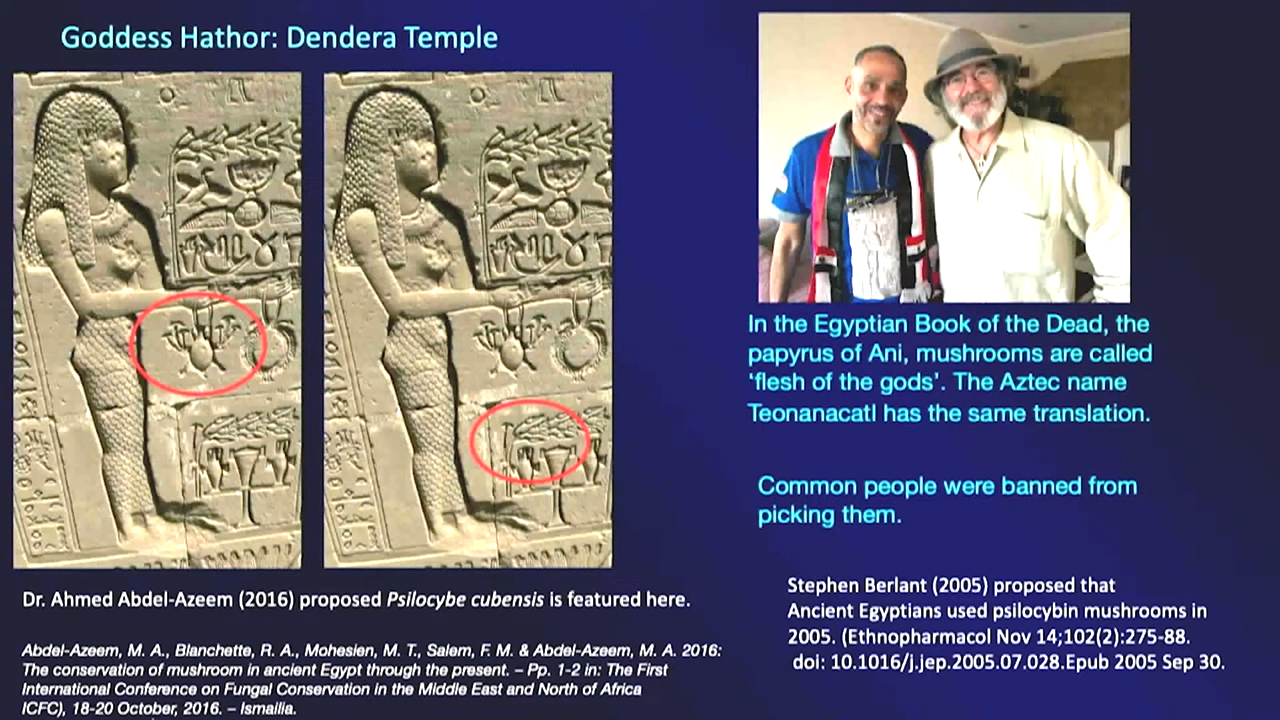 Goddess Hathor: Dendera Temple
In the Egyptian Book of the Dead, the
papyrus of Ani, mushrooms are called
‘flesh of the gods’. The Aztec name
Teonanacatl has the same translation.
Common people were banned from
picking them.
Dr. Ahmed Abdel-Azeem (2016) proposed Psilocybe cubensis is featured here.
Abdel-Azeem, M. A., Blanchette, R. A., Mohesien, M. T., Salem, F. M. & Abdel-Azeem, M. A. 2016:
The conservation of mushroom in ancient Egypt through the present. – Pp. 1-2 in: The First
International Conference on Fungal Conservation in the Middle East and North of Africa
ICFC), 18-20 October, 2016. – Ismailia.
Stephen Berlant (2005) proposed that
Ancient Egyptians used psilocybin mushrooms in
2005. (Ethnopharmacol Nov 14;102(2):275-88.
doi: 10.1016/j.jep.2005.07.028.Epub 2005 Sep 30.